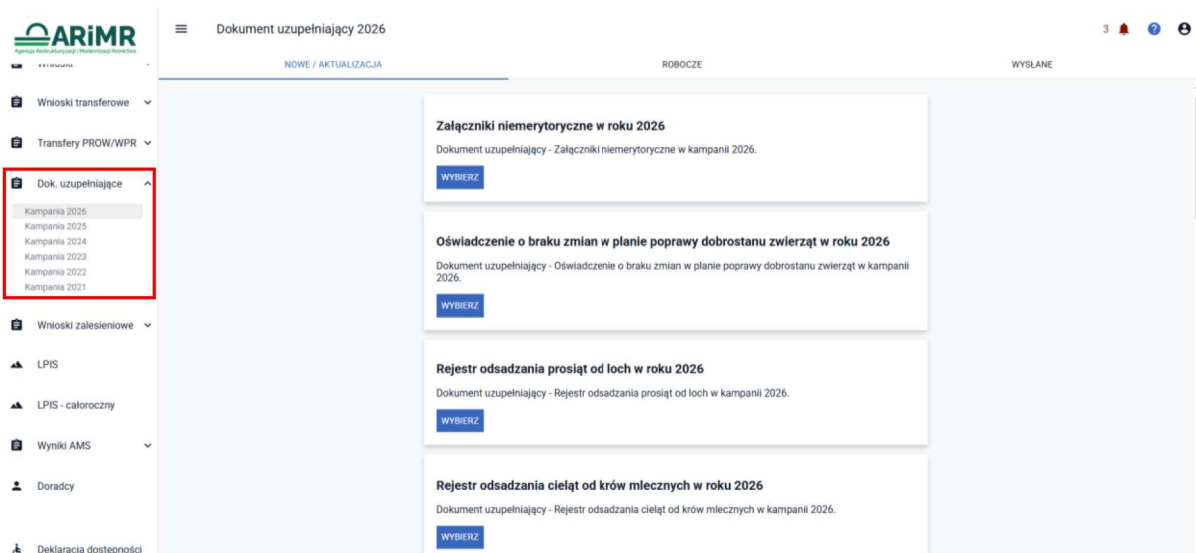 ARiMR
Agencja Restrukturyzacji i Modernizacji Rolnictwa
Dokument uzupełniający 2026
3
NOWE / AKTUALIZACJA
ROBOCZE
WYSŁANE
Wnioski
Wnioski transferowe
Transfery PROW/WPR
Dok. uzupełniające
Kampania 2026
Kampania 2025
Kampania 2024
Kampania 2023
Kampania 2022
Kampania 2021
Wnioski zalesieniowe
LPIS
LPIS - całoroczny
Wyniki AMS
Doradcy
Deklaracja dostępności
Załączniki niemerytoryczne w roku 2026
Dokument uzupełniający - Załączniki niemerytoryczne w kampanii 2026.
WYBIERZ
Oświadczenie o braku zmian w planie poprawy dobrostanu zwierząt w roku 2026
Dokument uzupełniający - Oświadczenie o braku zmian w planie poprawy dobrostanu zwierząt w kampanii
2026.
WYBIERZ
Rejestr odsadzania prosiąt od loch w roku 2026
Dokument uzupełniający - Rejestr odsadzania prosiąt od loch w kampanii 2026.
WYBIERZ
Rejestr odsadzania cieląt od krów mlecznych w roku 2026
Dokument uzupełniający - Rejestr odsadzania cieląt od krów mlecznych w kampanii 2026.
WYBIERZ